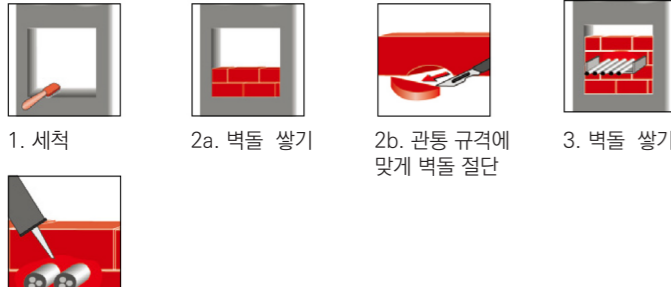 1. 세척
2a. 벽돌 쌓기
2b. 관통 규격에
맞게 벽돌 절단
3. 벽돌 쌓기